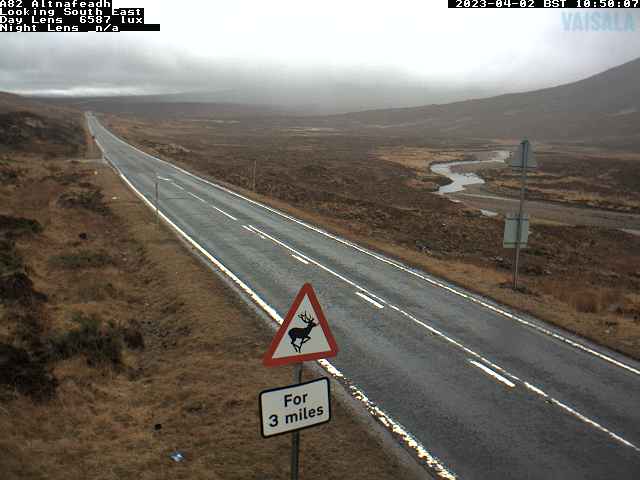 A82 Altnafeadh
Looking South East
Day Lens 6587 lux
Night Lens n/a
2023-04-02 BST 10:50:07
VAISALA
For
3 miles